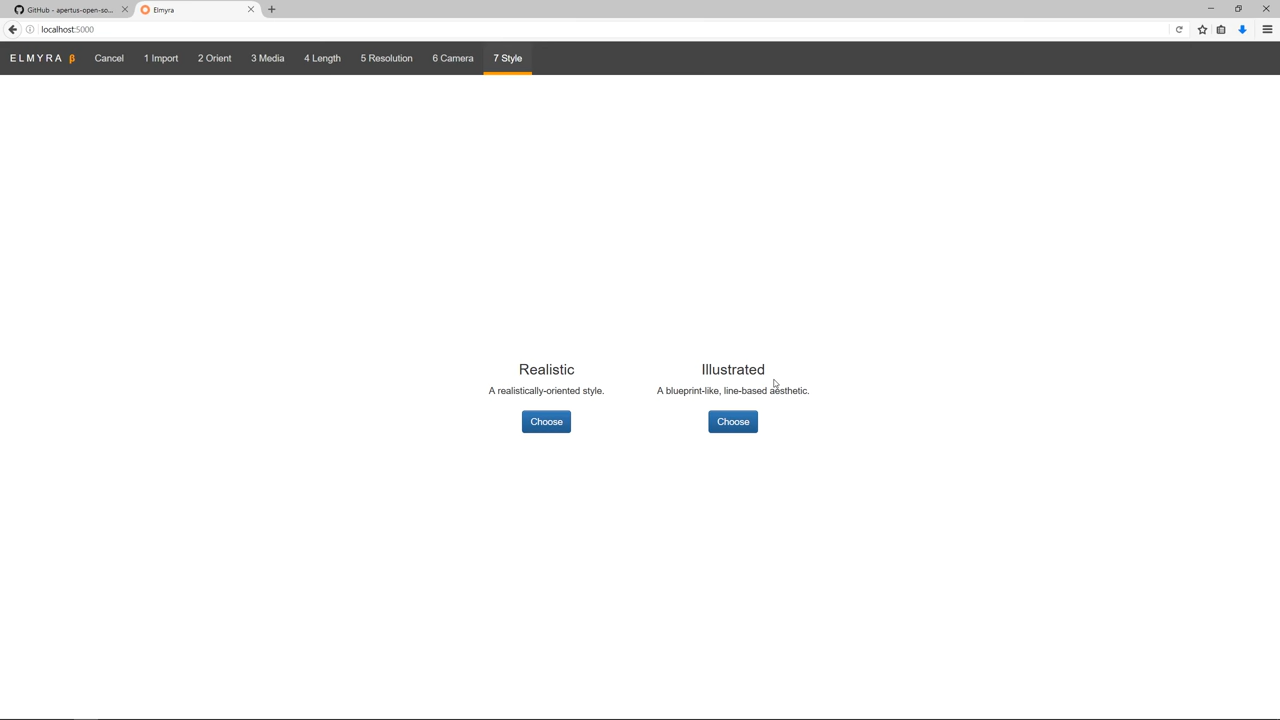 GitHub - apertus-open-so...
Elmyra
localhost:5000
ELMYRA β Cancel 1 Import 2 Orient 3 Media 4 Length 5 Resolution 6 Camera 7 Style
Realistic
A realistically-oriented style.
Choose
Illustrated
A blueprint-like, line-based aesthetic.
Choose